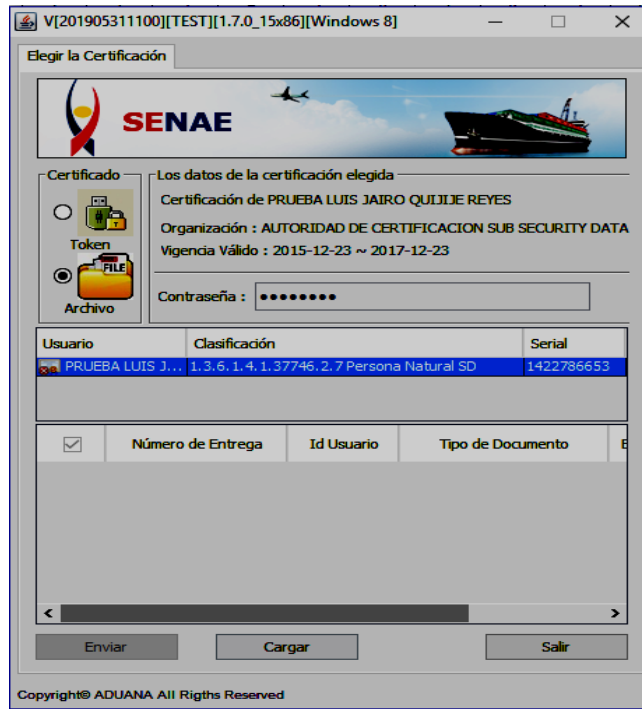 V[201905311100][TEST][1.7.0_15x86][Windows 8]
Elegir la Certificación
SENAE
Certificado
Token
FILE
Archivo
Los datos de la certificación elegida
Certificación de PRUEBA LUIS JAIRO QUIJIJE REYES
Organización : AUTORIDAD DE CERTIFICACION SUB SECURITY DATA
Vigencia Válido : 2015-12-23 ~ 2017-12-23
Contraseña : ●●●●●●●●
Usuario Clasificación Serial
PRUEBA LUIS J... 1.3.6.1.4.1.37746.2.7 Persona Natural SD 1422786653
Número de Entrega Id Usuario Tipo de Documento
Enviar Cargar Salir
Copyright© ADUANA All Rigths Reserved